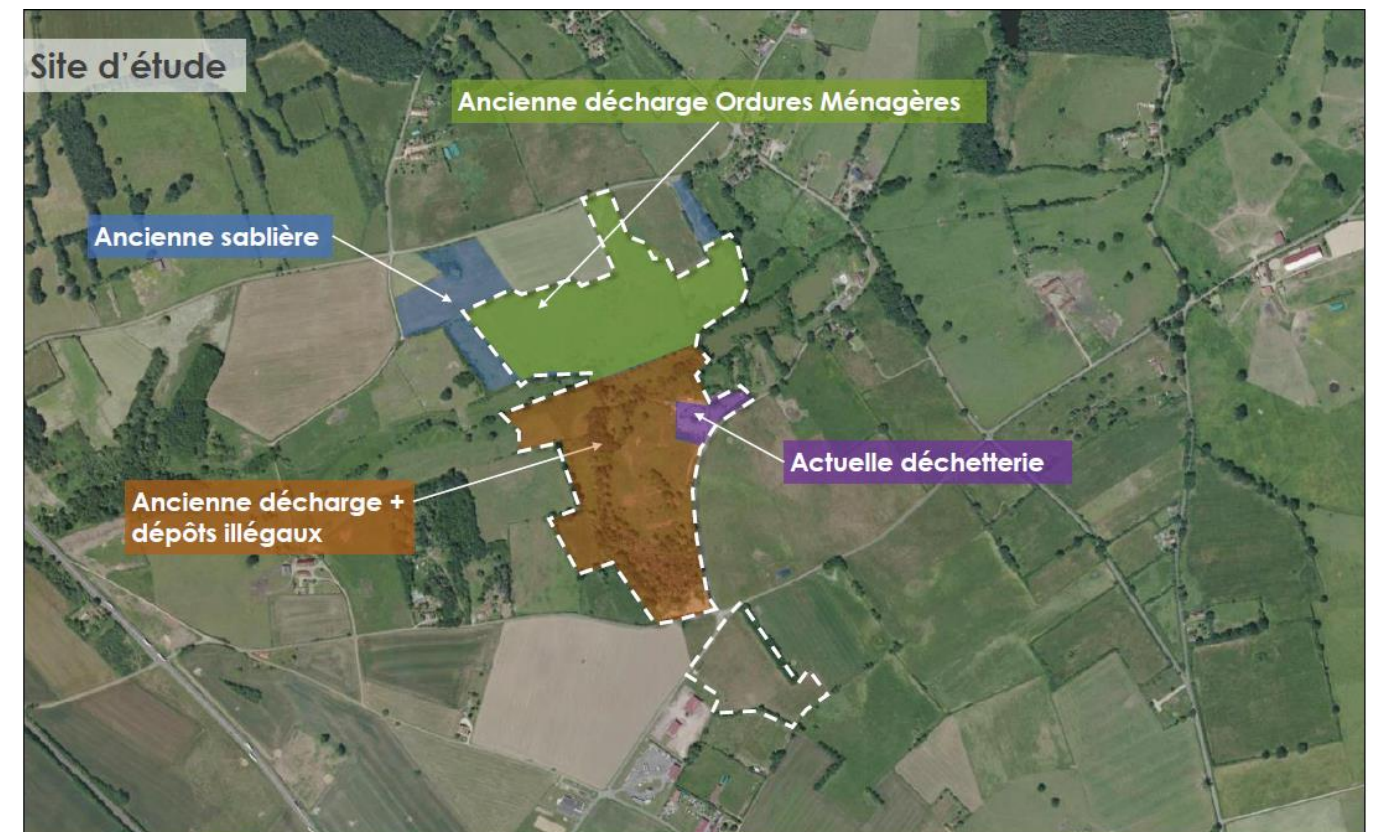 Site d'étude
Ancienne décharge Ordures Ménagères
Ancienne sablière
Actuelle déchetterie
Ancienne décharge +
dépôts illégaux